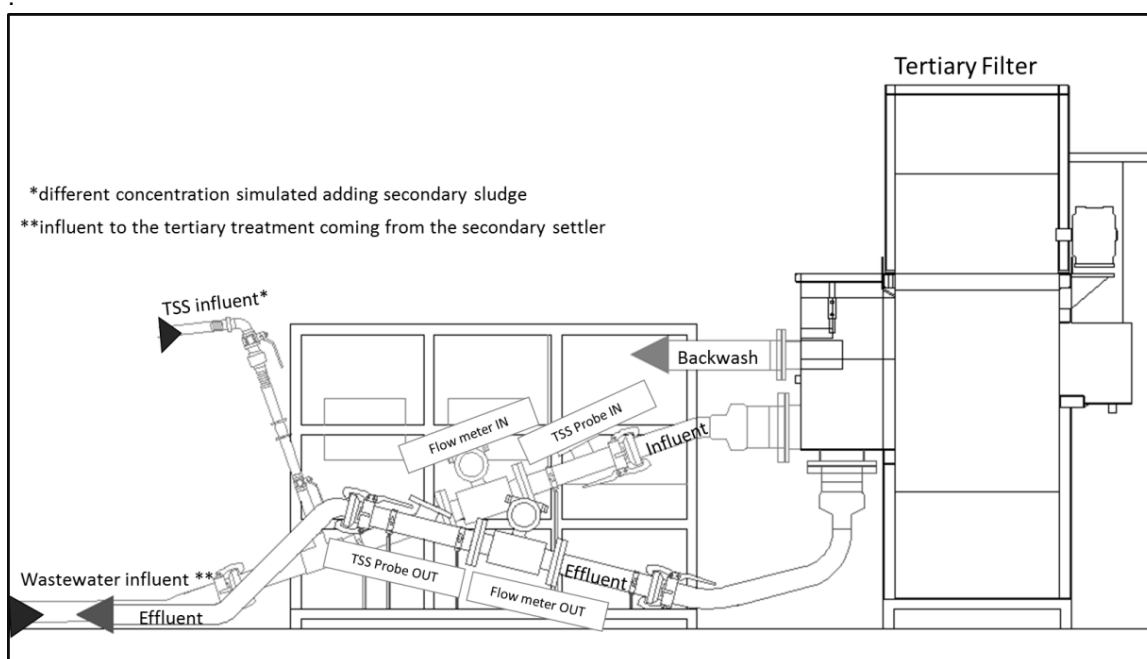 .
Tertiary Filter
*different concentration simulated adding secondary sludge
**influent to the tertiary treatment coming from the secondary settler
TSS influent*
Backwash
Flow meter IN
TSS Probe IN
Influent
TSS Probe OUT
Effluent
Flow meter OUT
Wastewater influent **
Effluent